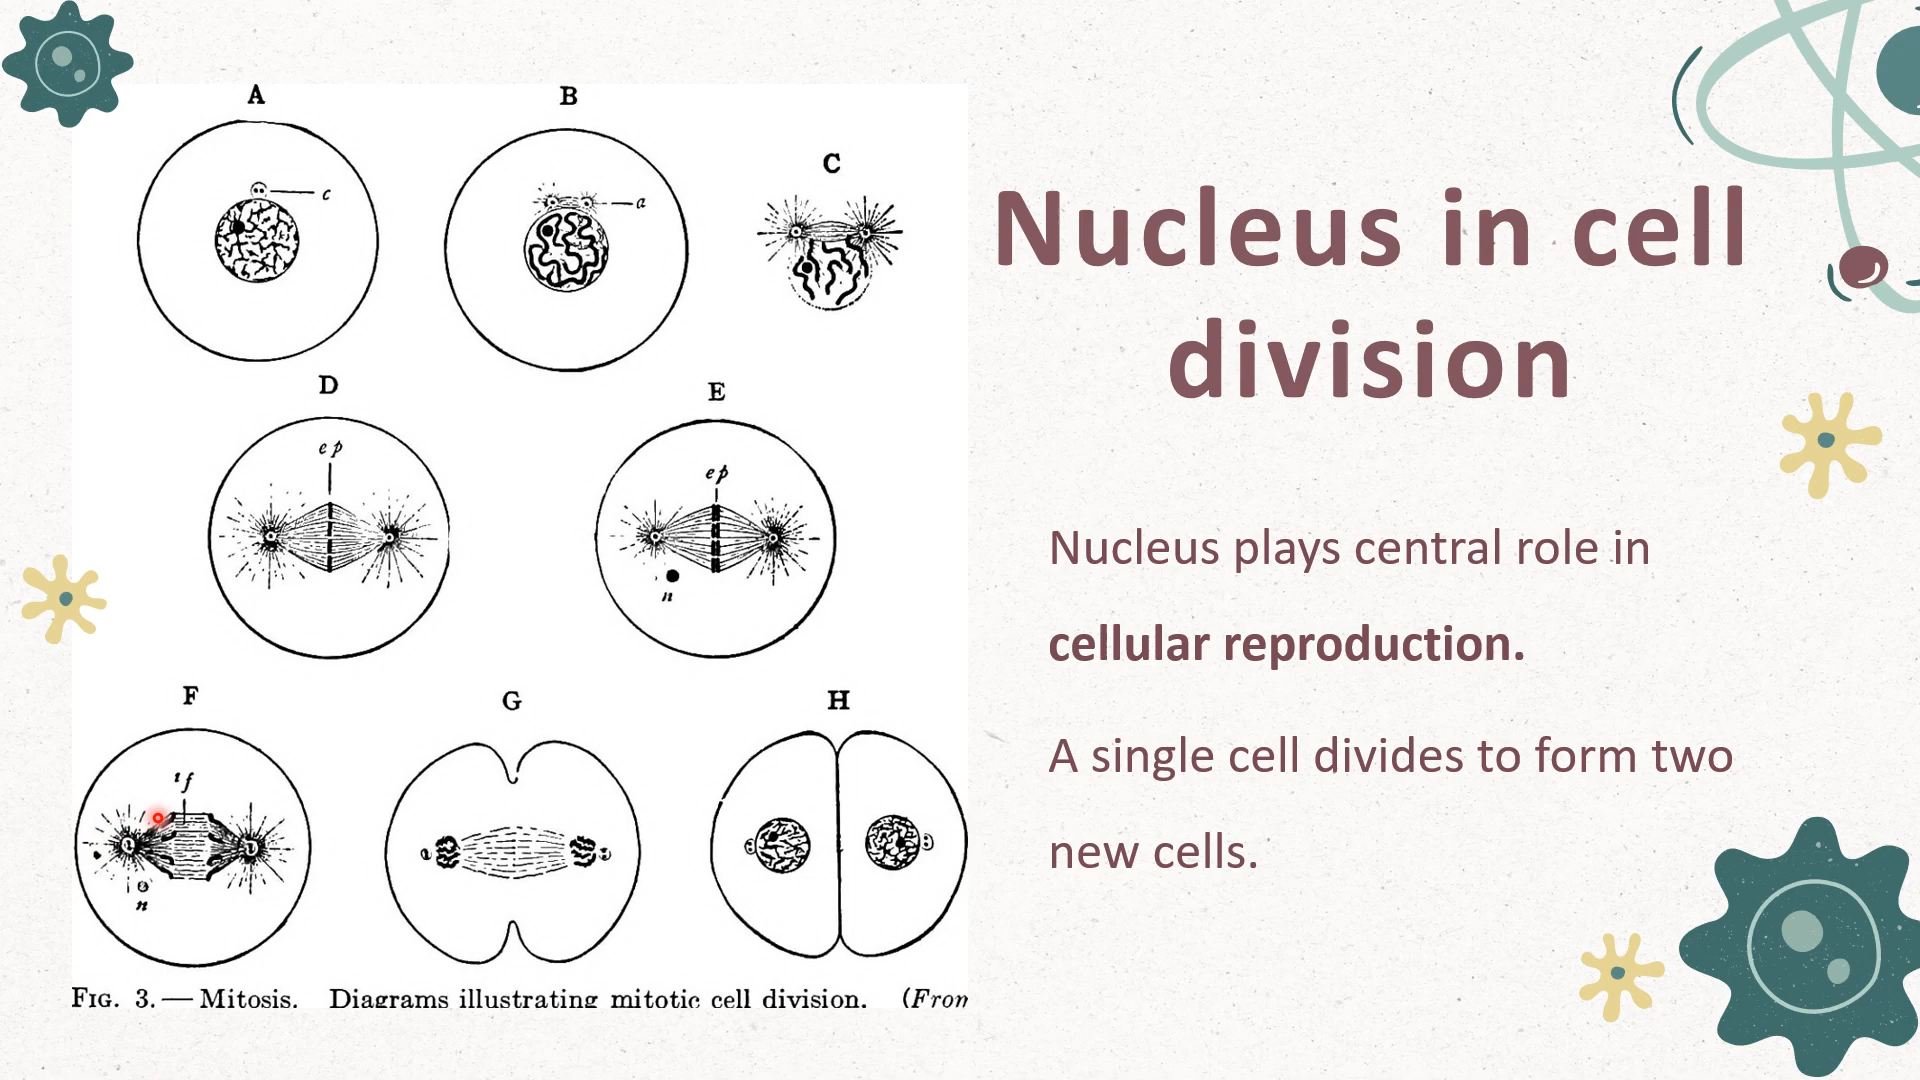 A
B
C
c
a
D
E
e p
e p
n
F
G
H
i f
n
FIG. 3. — Mitosis. Diagrams illustrating mitotic cell division. (Fron
Nucleus in cell
division
Nucleus plays central role in
cellular reproduction.
A single cell divides to form two
new cells.